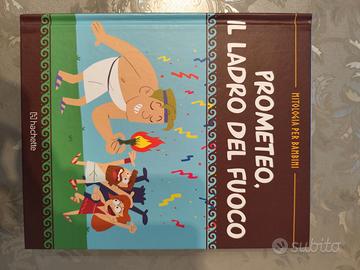 MITOLOGIA PER BAMBINI
PROMETEO,
IL LADRO DEL FUOCO
hachette
subito